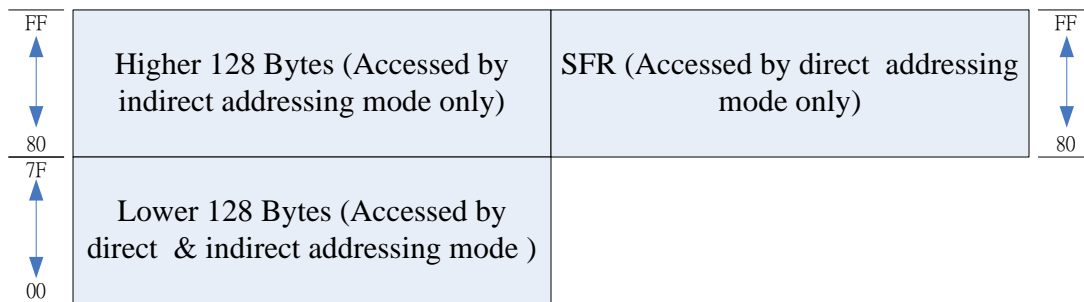 FF
Higher 128 Bytes (Accessed by
indirect addressing mode only)
80
SFR (Accessed by direct  addressing
mode only)
FF
80
7F
Lower 128 Bytes (Accessed by
direct  & indirect addressing mode )
00